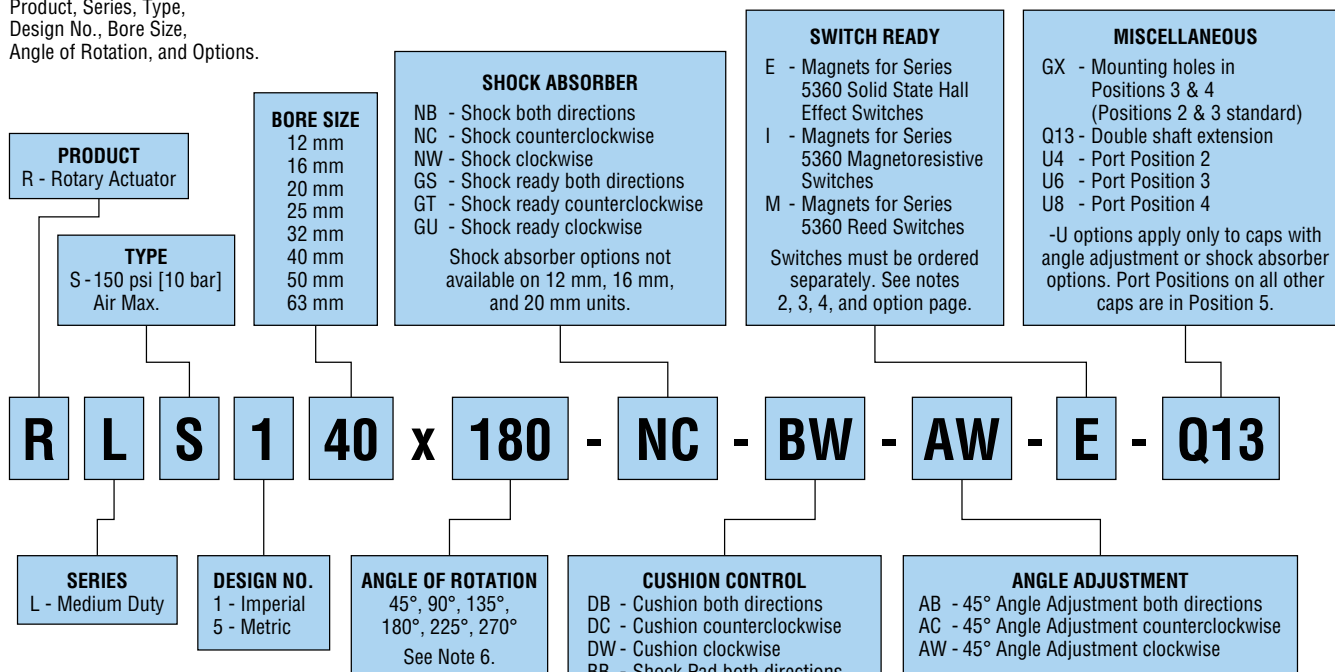 Product, Series, Type,
Design No., Bore Size,
Angle of Rotation, and Options.
PRODUCT
R - Rotary Actuator
TYPE
S - 150 psi [10 bar]
Air Max.
BORE SIZE
12 mm
16 mm
20 mm
25 mm
32 mm
40 mm
50 mm
63 mm
SHOCK ABSORBER
NB - Shock both directions
NC - Shock counterclockwise
NW - Shock clockwise
GS - Shock ready both directions
GT - Shock ready counterclockwise
GU - Shock ready clockwise
Shock absorber options not
available on 12 mm, 16 mm,
and 20 mm units.
SWITCH READY
E - Magnets for Series
5360 Solid State Hall
Effect Switches
I - Magnets for Series
5360 Magnetoresistive
Switches
M - Magnets for Series
5360 Reed Switches
Switches must be ordered
separately. See notes
2, 3, 4, and option page.
MISCELLANEOUS
GX - Mounting holes in
Positions 3 & 4
(Positions 2 & 3 standard)
Q13 - Double shaft extension
U4 - Port Position 2
U6 - Port Position 3
U8 - Port Position 4
-U options apply only to caps with
angle adjustment or shock absorber
options. Port Positions on all other
caps are in Position 5.
R L S 1 40 x 180 - NC - BW - AW - E - Q13
SERIES
L - Medium Duty
DESIGN NO.
1 - Imperial
5 - Metric
ANGLE OF ROTATION
45°, 90°, 135°,
180°, 225°, 270°
See Note 6.
CUSHION CONTROL
DB - Cushion both directions
DC - Cushion counterclockwise
DW - Cushion clockwise
BB - Shock Pad both directions
ANGLE ADJUSTMENT
AB - 45° Angle Adjustment both directions
AC - 45° Angle Adjustment counterclockwise
AW - 45° Angle Adjustment clockwise